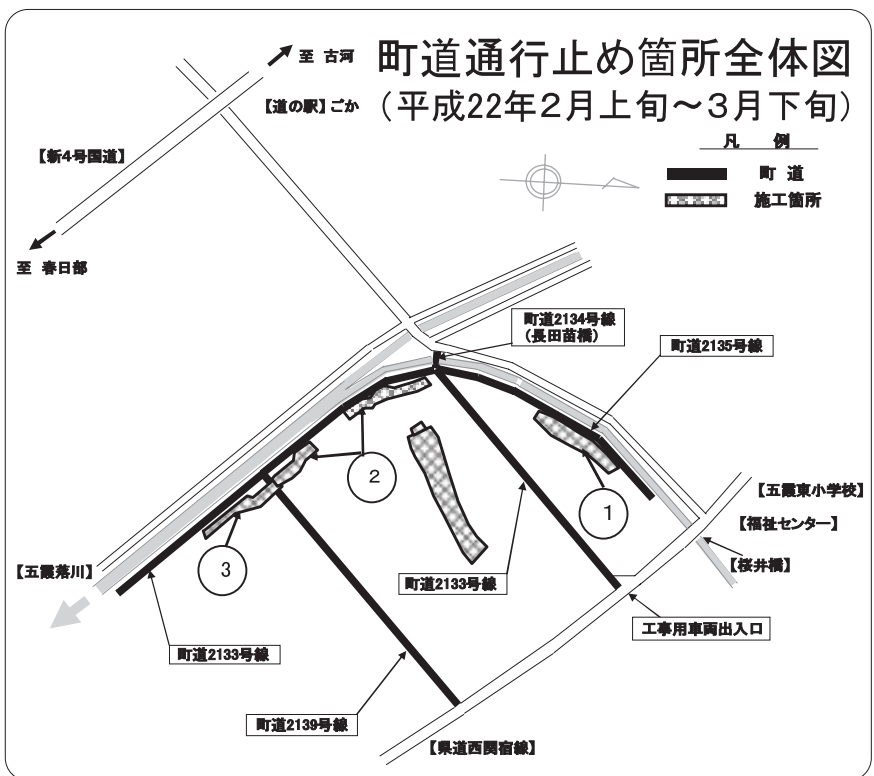 町道通行止め箇所全体図
（平成22年2月上旬～3月下旬）
至 古河
【道の駅】ごか
【新4号国道】
至 春日部
凡 例
町 道
施工箇所
町道2134号線
（長田苗橋）
町道2135号線
2
1
3
【五霞東小学校】
【福祉センター】
【桜井橋】
【五霞落川】
町道2133号線
工事用車両出入口
町道2133号線
町道2139号線
【県道西関宿線】